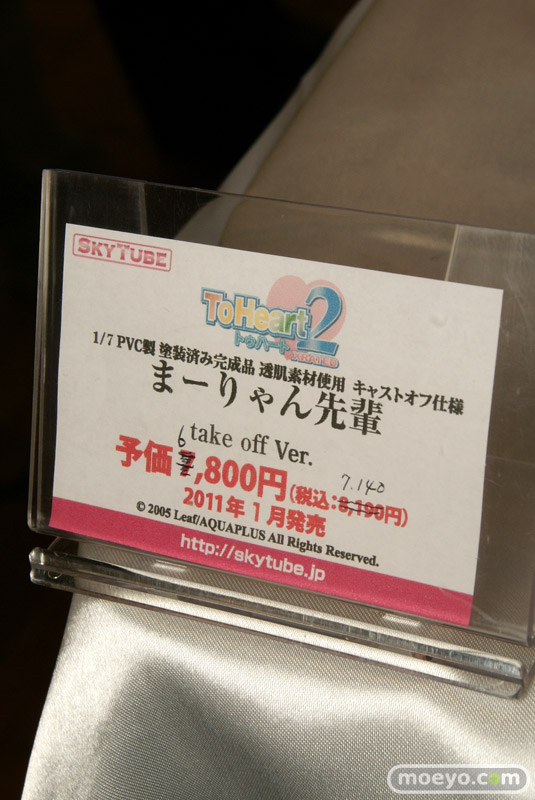 SKYTUBE
ToHeart2
トゥハート
1/7 PVC製 塗装済み完成品 透肌素材使用 キャストオフ仕様
まーりゃん先輩
take off Ver.
6
予価7,800円(税込:8,190円)
7.140
2011年1月発売
© 2005 Leaf/AQUAPLUS All Rights Reserved.
http://skytube.jp
moeyo.com